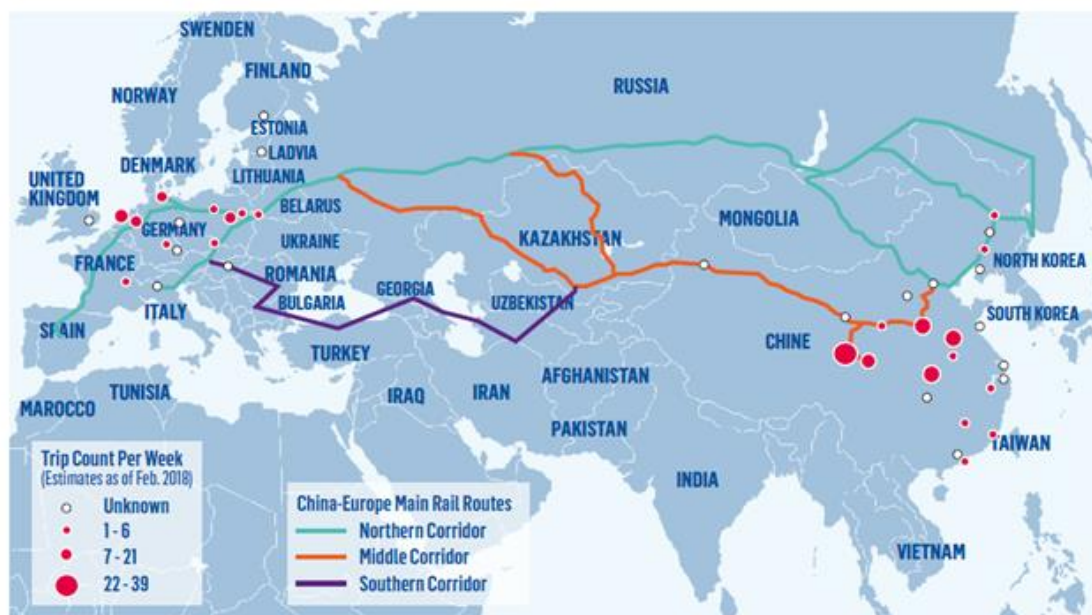 SWENDEN
FINLAND
NORWAY
RUSSIA
ESTONIA
LADVIA
DENMARK
LITHUANIA
UNITED
KINGDOM
BELARUS
GERMANY
MONGOLIA
UKRAINE
KAZAKHSTAN
FRANCE
ROMANIA
NORTH KOREA
GEORGIA
BULGARIA
UZBEKISTAN
ITALY
SOUTH KOREA
SPAIN
CHINE
TURKEY
AFGHANISTAN
TUNISIA
IRAQ
IRAN
MAROCCO
PAKISTAN
TAIWAN
INDIA
VIETNAM
Trip Count Per Week
(Estimates as of Feb. 2018)
Unknown
1 - 6
7 - 21
22 - 39
China-Europe Main Rail Routes
Northern Corridor
Middle Corridor
Southern Corridor